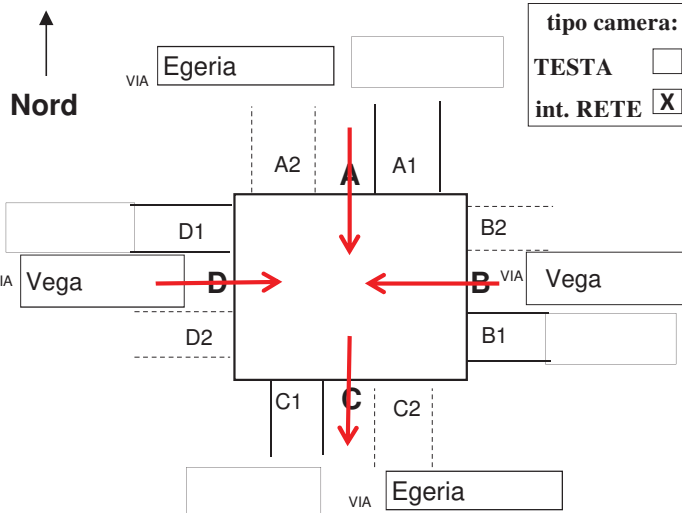 tipo camera:
VIA Egeria
TESTA
Nord
int. RETE X
A2 A A1
D1 B2
VIA Vega D B VIA Vega
D2 B1
C1 C C2
VIA Egeria